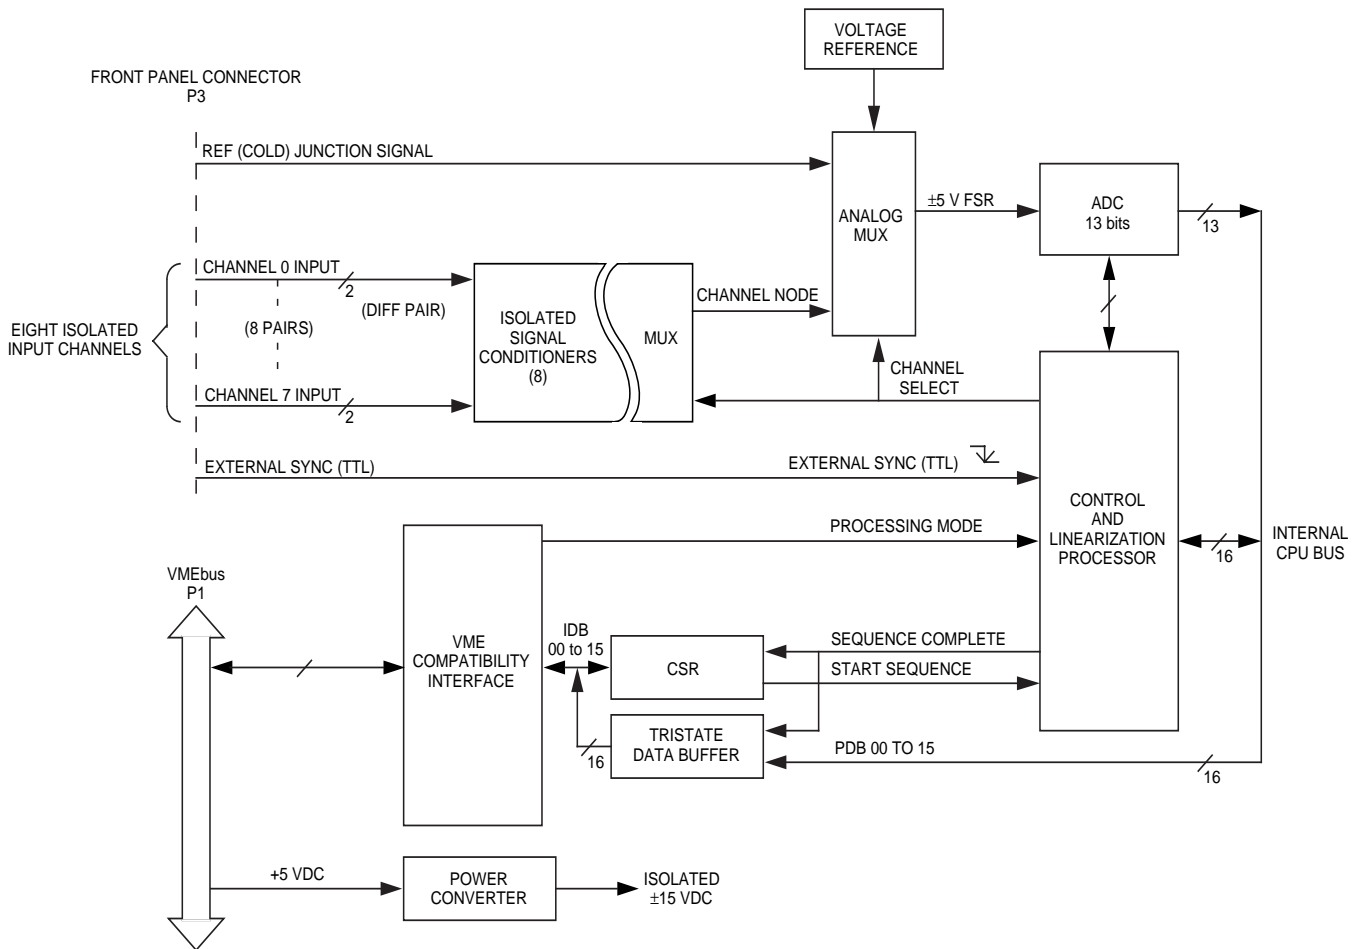 VOLTAGE
REFERENCE
FRONT PANEL CONNECTOR
P3
REF (COLD) JUNCTION SIGNAL
ANALOG
MUX
±5 V FSR
ADC
13 bits
13
CHANNEL 0 INPUT
2
(DIFF PAIR)
(8 PAIRS)
EIGHT ISOLATED
INPUT CHANNELS
CHANNEL 7 INPUT
2
ISOLATED
SIGNAL
CONDITIONERS
(8)
MUX
CHANNEL NODE
CHANNEL
SELECT
EXTERNAL SYNC (TTL)
EXTERNAL SYNC (TTL)
CONTROL
AND
LINEARIZATION
PROCESSOR
16
INTERNAL
CPU BUS
PROCESSING MODE
VMEbus
P1
VME
COMPATIBILITY
INTERFACE
IDB
00 to 15
CSR
SEQUENCE COMPLETE
START SEQUENCE
TRISTATE
DATA BUFFER
16
PDB 00 TO 15
16
+5 VDC
POWER
CONVERTER
ISOLATED
±15 VDC